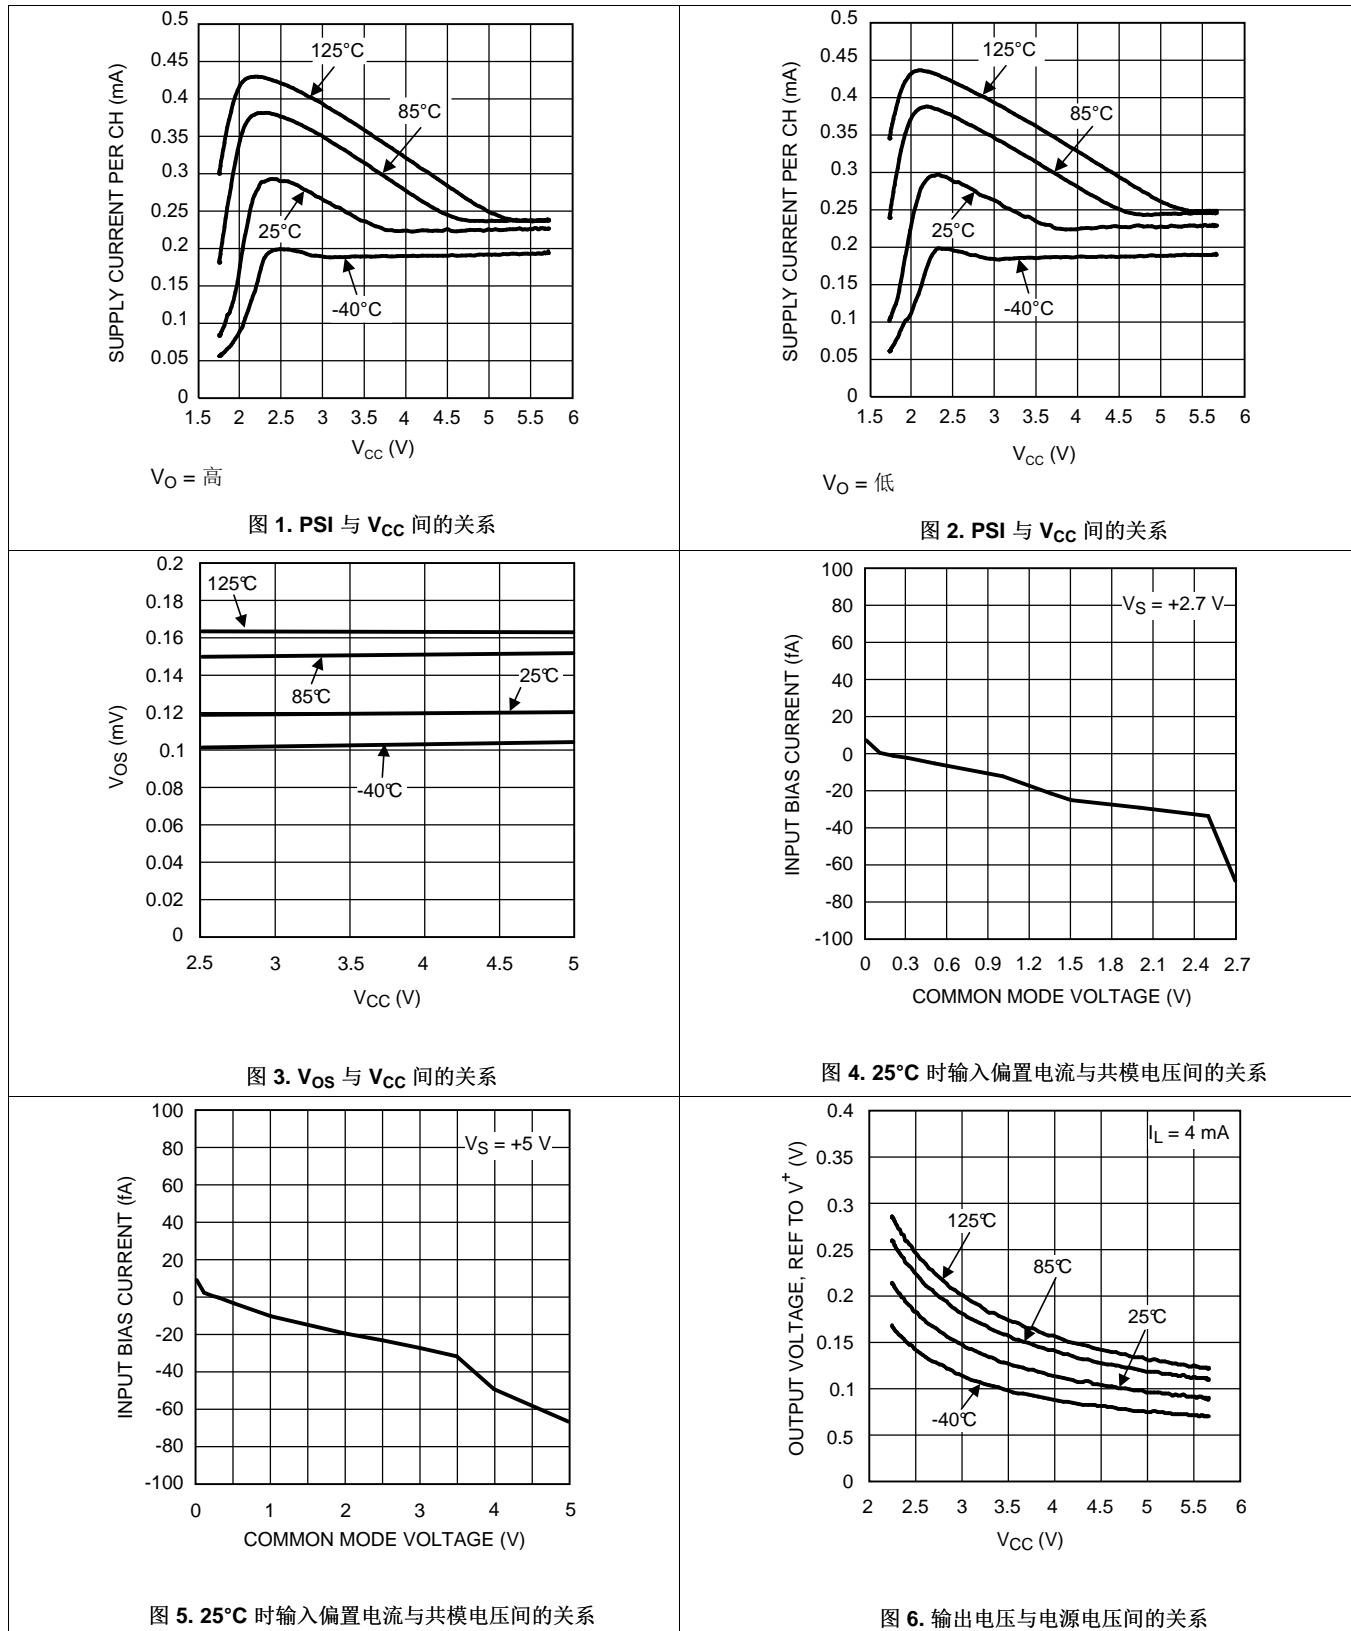 0.5
0.45
0.4
0.35
0.3
0.25
0.2
0.15
0.1
0.05
0
SUPPLY CURRENT PER CH (mA)
125°C
85°C
25°C
-40°C
1.5 2 2.5 3 3.5 4 4.5 5 5.5 6
VCC (V)
VO = 高
图 1. PSI 与 VCC 间的关系
0.5
0.45
0.4
0.35
0.3
0.25
0.2
0.15
0.1
0.05
0
SUPPLY CURRENT PER CH (mA)
125°C
85°C
25°C
-40°C
1.5 2 2.5 3 3.5 4 4.5 5 5.5 6
VCC (V)
VO = 低
图 2. PSI 与 VCC 间的关系
0.2
0.18
0.16
0.14
0.12
0.1
0.08
0.06
0.04
0.02
0
VOS (mV)
125°C
85°C
25°C
-40°C
2.5 3 3.5 4 4.5 5
VCC (V)
图 3. VOS 与 VCC 间的关系
100
80
60
40
20
0
-20
-40
-60
-80
-100
INPUT BIAS CURRENT (fA)
VS = +2.7 V
0 0.3 0.6 0.9 1.2 1.5 1.8 2.1 2.4 2.7
COMMON MODE VOLTAGE (V)
图 4. 25°C 时输入偏置电流与共模电压间的关系
100
80
60
40
20
0
-20
-40
-60
-80
-100
INPUT BIAS CURRENT (fA)
VS = +5 V
0 1 2 3 4 5
COMMON MODE VOLTAGE (V)
图 5. 25°C 时输入偏置电流与共模电压间的关系
0.4
0.35
0.3
0.25
0.2
0.15
0.1
0.5
0
OUTPUT VOLTAGE, REF TO V+ (V)
IL = 4 mA
125°C
85°C
25°C
-40°C
2 2.5 3 3.5 4 4.5 5 5.5 6
VCC (V)
图 6. 输出电压与电源电压间的关系